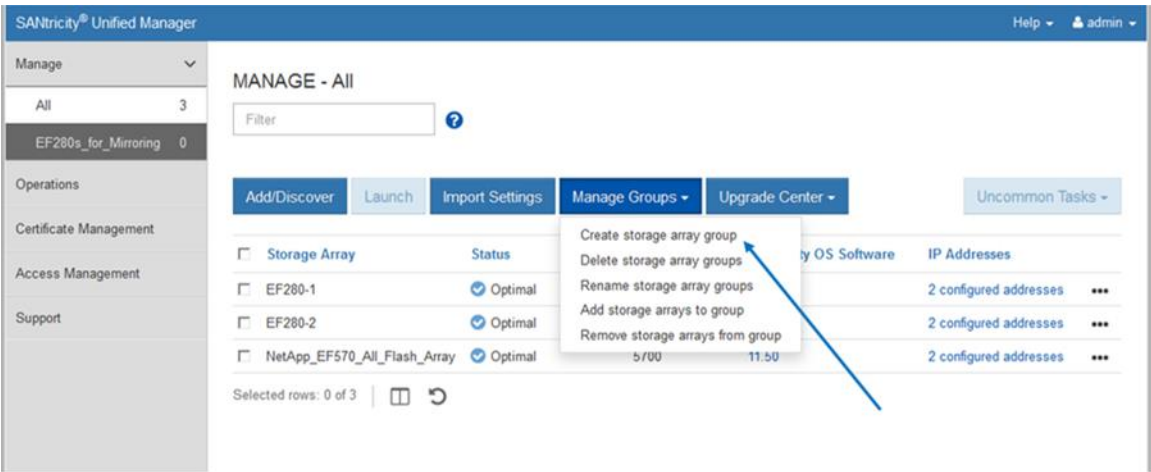 SANtricity® Unified Manager
Help
admin
Manage
All 3
EF280s_for_Mirroring 0
Operations
Certificate Management
Access Management
Support
MANAGE - All
Filter
?
Add/Discover Launch Import Settings Manage Groups Upgrade Center Uncommon Tasks
Create storage array group
Delete storage array groups
Rename storage array groups
Add storage arrays to group
Remove storage arrays from group
Storage Array Status ty OS Software IP Addresses
EF280-1 Optimal 2 configured addresses
EF280-2 Optimal 2 configured addresses
NetApp_EF570_All_Flash_Array Optimal 5700 11.50 2 configured addresses
Selected rows: 0 of 3